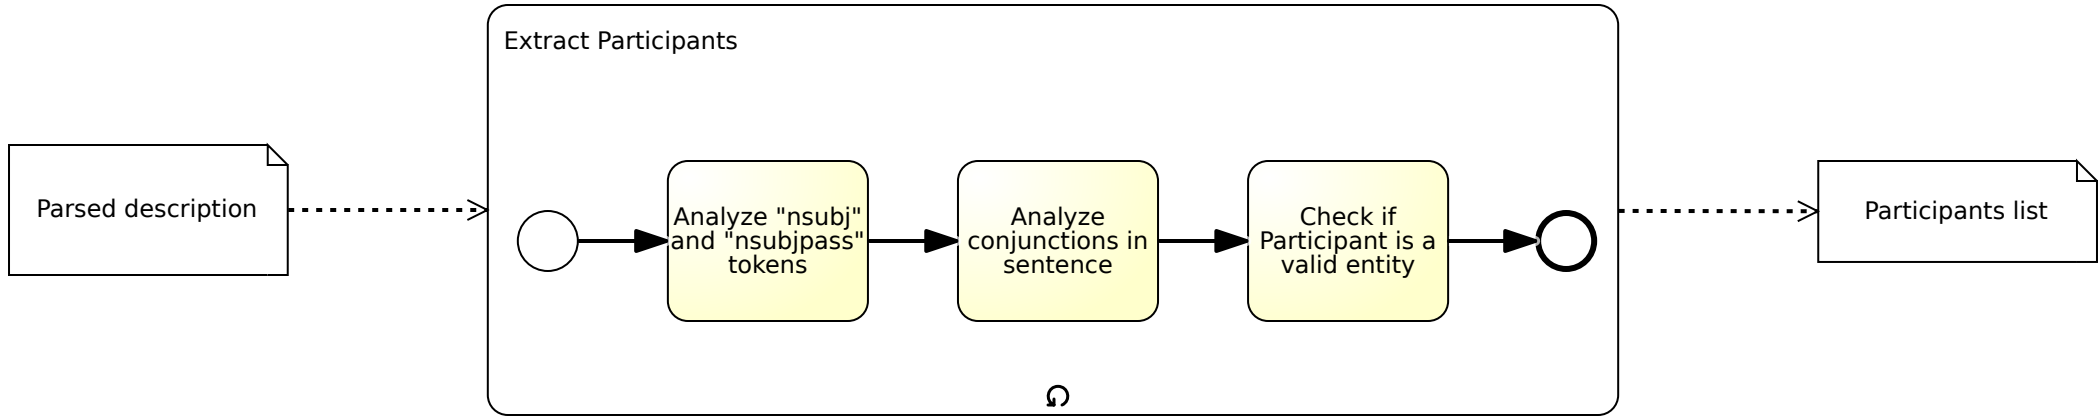 Extract Participants
Parsed description
Analyze "nsubj"
and "nsubjpass"
tokens
Analyze
conjunctions in
sentence
Check if
Participant is a
valid entity
Participants list